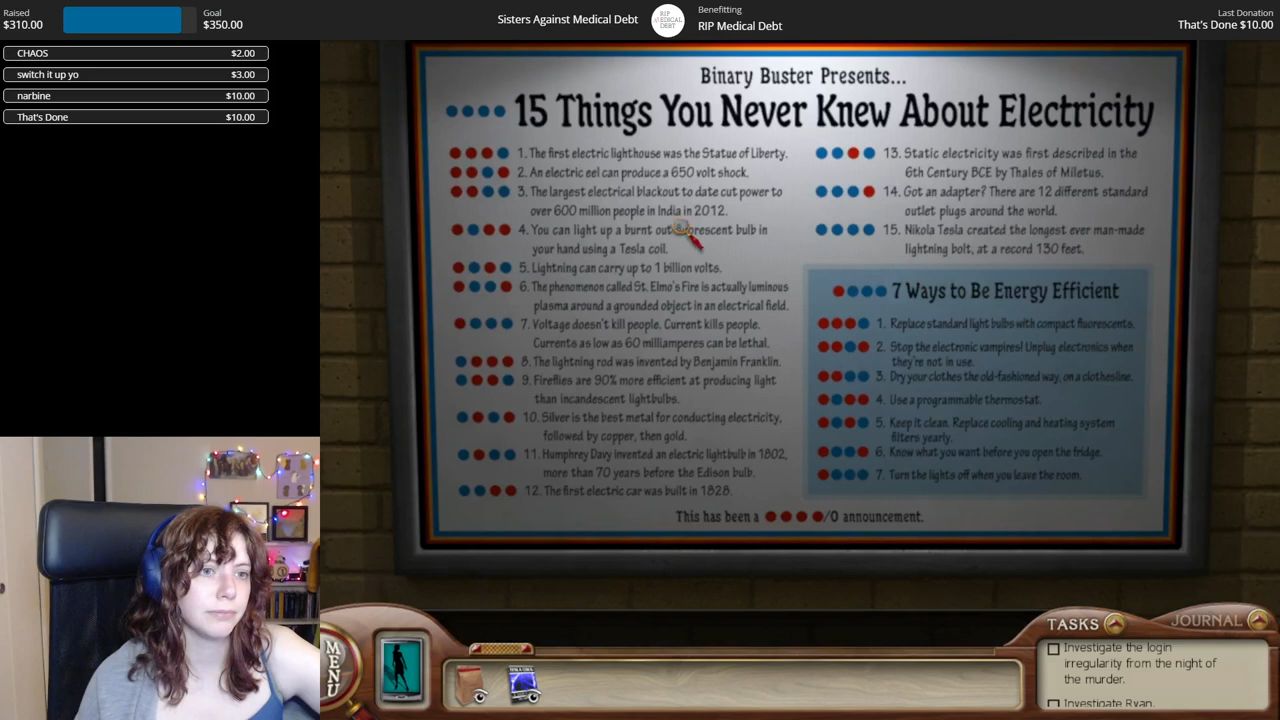 Raised
$310.00
Goal
$350.00
Sisters Against Medical Debt
RIP MEDICAL DEBT
Benefitting
RIP Medical Debt
Last Donation
That's Done $10.00
CHAOS $2.00
switch it up yo $3.00
narbine $10.00
That's Done $10.00
Binary Buster Presents...
15 Things You Never Knew About Electricity
1. The first electric lighthouse was the Statue of Liberty.
2. An electric eel can produce a 650 volt shock.
3. The largest electrical blackout to date cut power to
over 600 million people in India in 2012.
4. You can light up a burnt out orescent bulb in
your hand using a Tesla coil.
5. Lightning can carry up to 1 billion volts.
6. The phenomenon called St. Elmo's Fire is actually luminous
plasma around a grounded object in an electrical field.
7. Voltage doesn't kill people. Current kills people.
Currents as low as 60 milliamperes can be lethal.
8. The lightning rod was invented by Benjamin Franklin.
9. Fireflies are 90% more efficient at producing light
than incandescent lightbulbs.
10. Silver is the best metal for conducting electricity,
followed by copper, then gold.
11. Humphrey Davy invented an electric lightbulb in 1802,
more than 70 years before the Edison bulb.
12. The first electric car was built in 1828.
13. Static electricity was first described in the
6th Century BCE by Thales of Miletus.
14. Got an adapter? There are 12 different standard
outlet plugs around the world.
15. Nikola Tesla created the longest ever man-made
lightning bolt, at a record 130 feet.
7 Ways to Be Energy Efficient
1. Replace standard light bulbs with compact fluorescents.
2. Stop the electronic vampires! Unplug electronics when
they're not in use.
3. Dry your clothes the old-fashioned way, on a clothesline.
4. Use a programmable thermostat.
5. Keep it clean. Replace cooling and heating system
filters yearly.
6. Know what you want before you open the fridge.
7. Turn the lights off when you leave the room.
This has been a /0 announcement.
MENU
TASKS
JOURNAL
Investigate the login
irregularity from the night of
the murder.
Investigate Ryan.